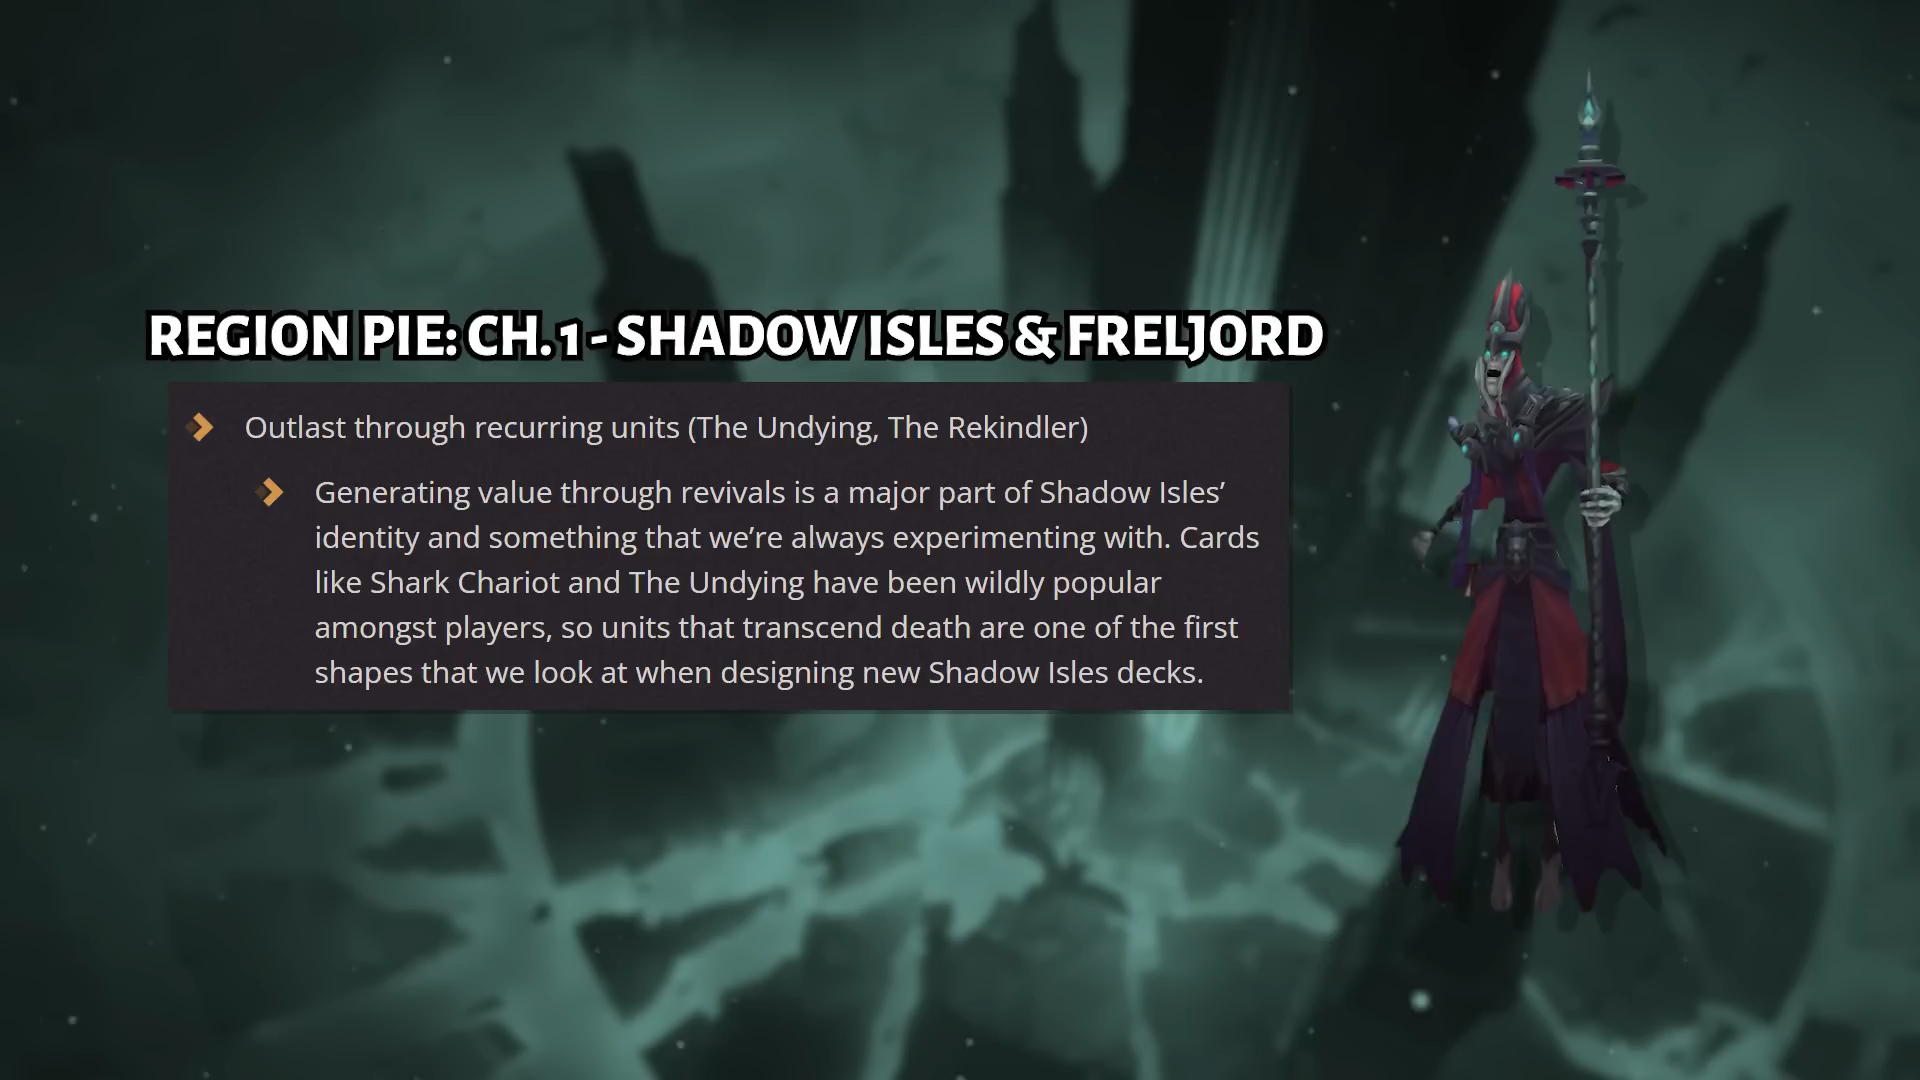 REGION PIE: CH. 1 - SHADOW ISLES & FRELJORD
Outlast through recurring units (The Undying, The Rekindler)
Generating value through revivals is a major part of Shadow Isles’
identity and something that we’re always experimenting with. Cards
like Shark Chariot and The Undying have been wildly popular
amongst players, so units that transcend death are one of the first
shapes that we look at when designing new Shadow Isles decks.